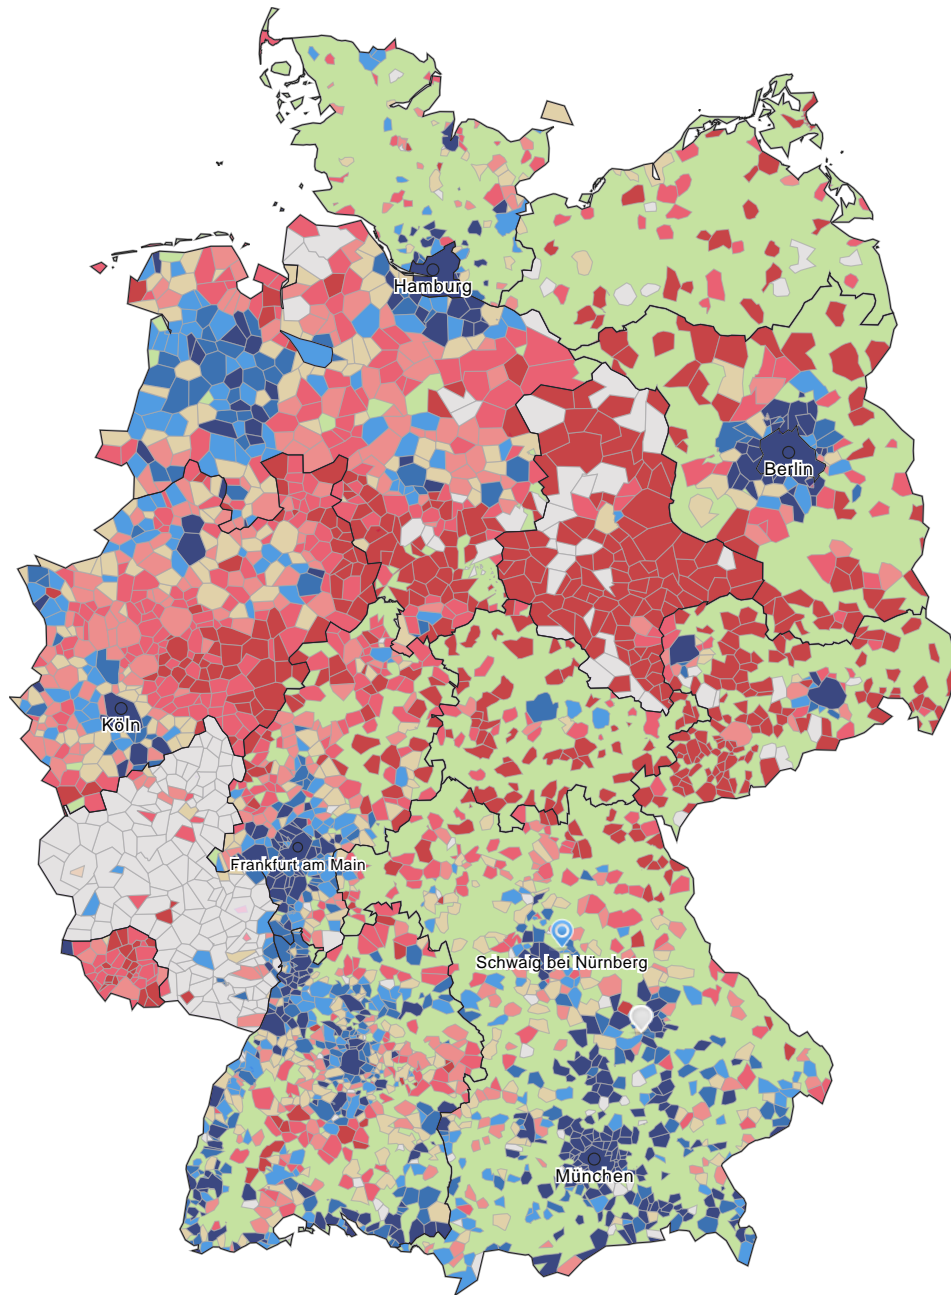 Hamburg
Berlin
Köln
Frankfurt am Main
Schwaig bei Nürnberg
München